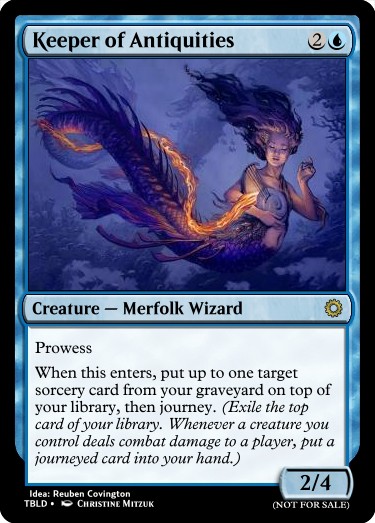 Keeper of Antiquities 2
Creature — Merfolk Wizard
Prowess
When this enters, put up to one target
sorcery card from your graveyard on top of
your library, then journey. (Exile the top
card of your library. Whenever a creature you
control deals combat damage to a player, put a
journeyed card into your hand.)
2/4
Idea: Reuben Covington
TBLD • Christine Mitzuk
(NOT FOR SALE)